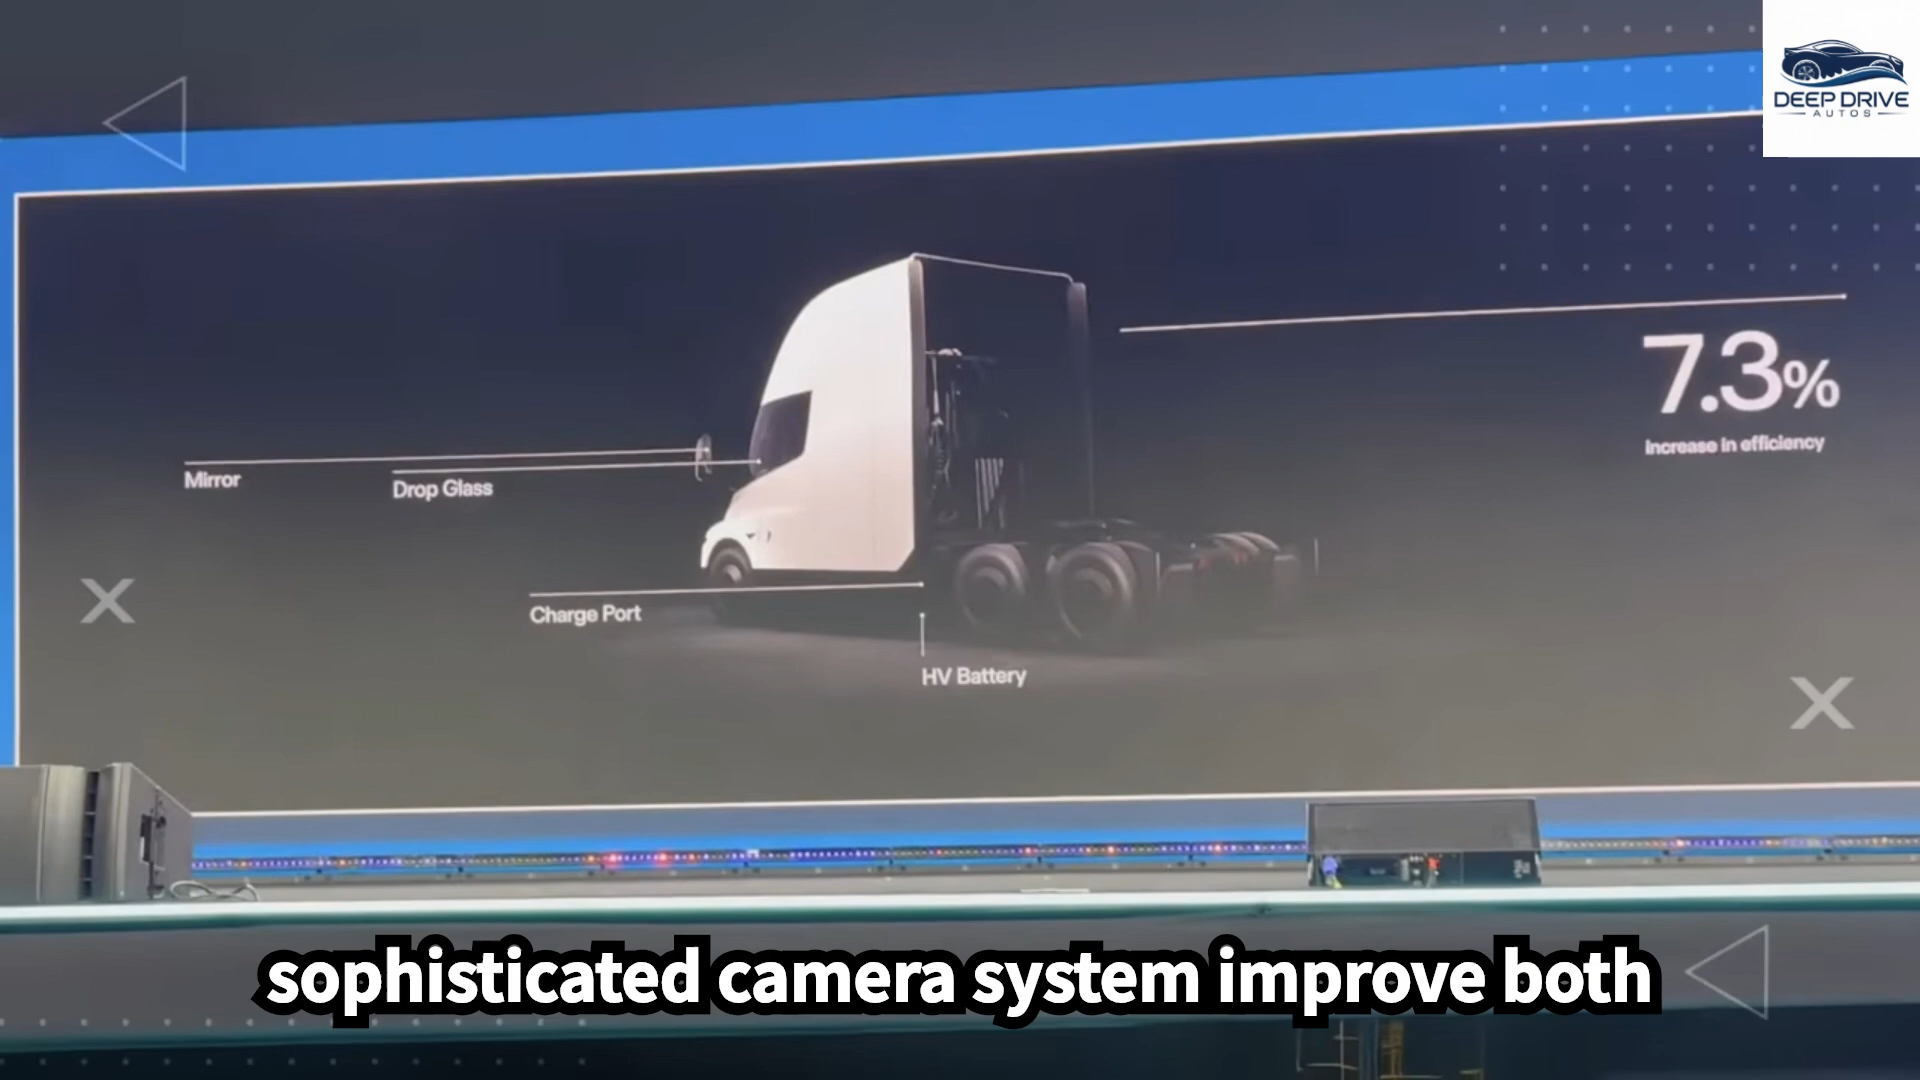 DEEP DRIVE
AUTOS
7.3%
Increase in efficiency
Mirror
Drop Glass
Charge Port
HV Battery
sophisticated camera system improve both